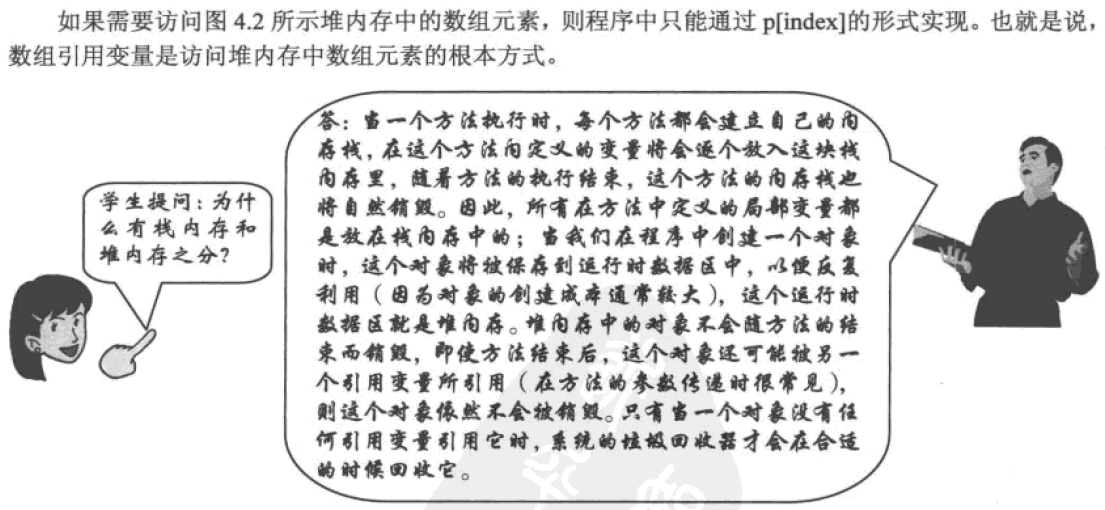 如果需要访问图 4.2 所示堆内存中的数组元素，则程序中只能通过 p[index]的形式实现。也就是说，
数组引用变量是访问堆内存中数组元素的根本方式。
学生提问：为什
么有栈内存和
堆内存之分？
答：当一个方法执行时，每个方法都会建立自己的内
存栈，在这个方法内定义的变量将会逐个放入这块栈
内存里，随着方法的执行结束，这个方法的内存栈也
将自然销毁。因此，所有在方法中定义的局部变量都
是放在栈内存中的；当我们在程序中创建一个对象
时，这个对象将被保存到运行时数据区中，以便反复
利用（因为对象的创建成本通常较大），这个运行时
数据区就是堆内存。堆内存中的对象不会随方法的结
束而销毁，即使方法结束后，这个对象还可能被另一
个引用变量所引用（在方法的参数传递时很常见），
则这个对象依然不会被销毁。只有当一个对象没有任
何引用变量引用它时，系统的垃圾回收器才会在合适
的时候回收它。